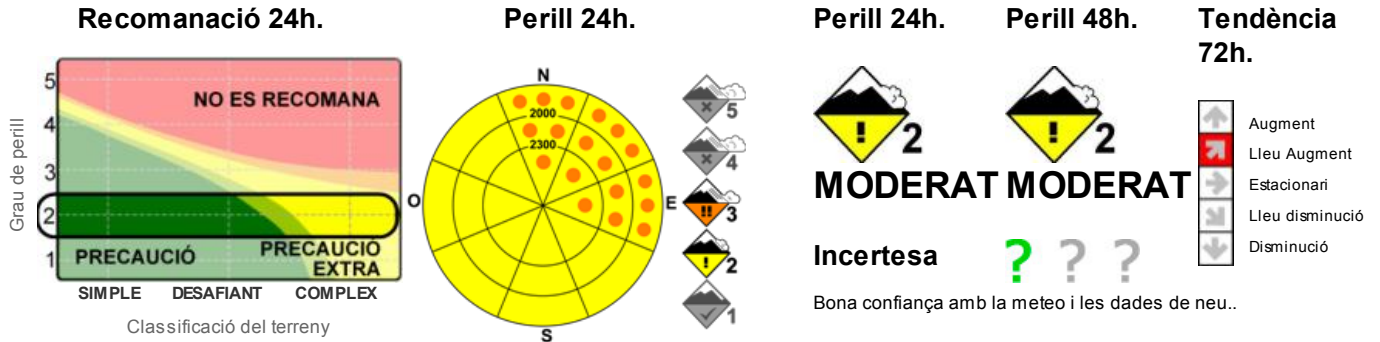 Recomanació 24h.
Perill 24h.
Perill 24h.
Perill 48h.
Tendència
72h.
Grau de perill
5
4
3
2
1
NO ES RECOMANA
PRECAUCIÓ
PRECAUCIÓ
EXTRA
SIMPLE
DESAFIANT
COMPLEX
Classificació del terreny
N
2000
2300
O
E
S
5
4
!! 3
! 2
1
! 2
MODERAT
! 2
MODERAT
Augment
Lleu Augment
Estacionari
Lleu disminució
Disminució
Incertesa
? ? ?
Bona confiança amb la meteo i les dades de neu..